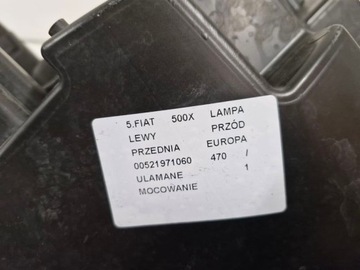 5.FIAT 500X LAMPA
LEWY PRZÓD
PRZEDNIA EUROPA
00521971060 470 /
ULAMANE 1
MOCOWANIE